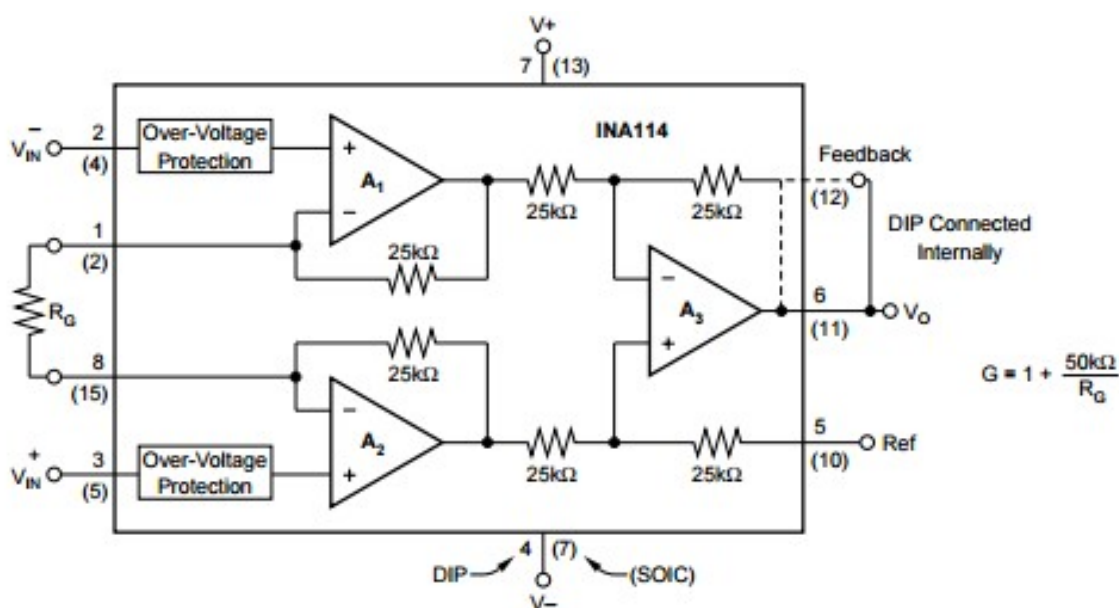 V+
7 (13)
INA114
V–IN
2
(4)
Over-Voltage
Protection
+
A1
–
25kΩ
25kΩ
Feedback
(12)
DIP Connected
Internally
1
(2)
25kΩ
RG
–
A3
+
6
(11)
VO
G = 1 + 50kΩ / RG
8
(15)
25kΩ
–
A2
+
V+IN
3
(5)
Over-Voltage
Protection
25kΩ
25kΩ
5
(10)
Ref
4 (7)
DIP (SOIC)
V–